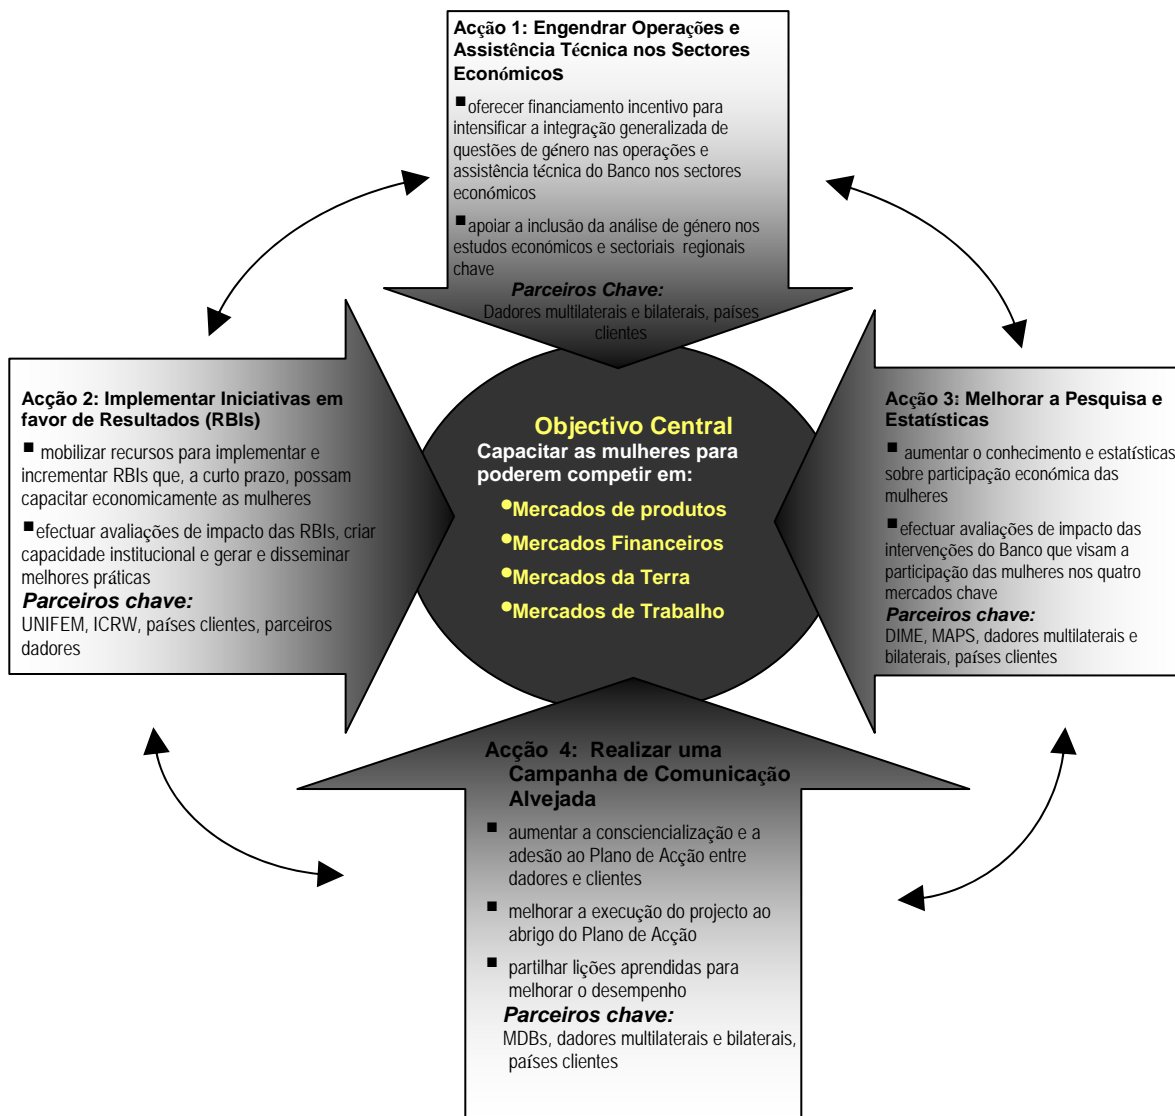 Acção 1: Engendrar Operações e
Assistência Técnica nos Sectores
Económicos
▪oferecer financiamento incentivo para
intensificar a integração generalizada de
questões de género nas operações e
assistência técnica do Banco nos sectores
económicos
▪apoiar a inclusão da análise de género nos
estudos económicos e sectoriais regionais
chave
Parceiros Chave:
Dadores multilaterais e bilaterais, países
clientes
Acção 2: Implementar Iniciativas em
favor de Resultados (RBIs)
▪ mobilizar recursos para implementar e
incrementar RBIs que, a curto prazo, possam
capacitar economicamente as mulheres
▪efectuar avaliações de impacto das RBIs, criar
capacidade institucional e gerar e disseminar
melhores práticas
Parceiros chave:
UNIFEM, ICRW, países clientes, parceiros
dadores
Objectivo Central
Capacitar as mulheres para
poderem competir em:
•Mercados de produtos
•Mercados Financeiros
•Mercados da Terra
•Mercados de Trabalho
Acção 3: Melhorar a Pesquisa e
Estatísticas
▪ aumentar o conhecimento e estatísticas
sobre participação económica das
mulheres
▪efectuar avaliações de impacto das
intervenções do Banco que visam a
participação das mulheres nos quatro
mercados chave
Parceiros chave:
DIME, MAPS, dadores multilaterais e
bilaterais, países clientes
Acção 4: Realizar uma
Campanha de Comunicação
Alvejada
▪ aumentar a consciencialização e a
adesão ao Plano de Acção entre
dadores e clientes
▪ melhorar a execução do projecto ao
abrigo do Plano de Acção
▪ partilhar lições aprendidas para
melhorar o desempenho
Parceiros chave:
MDBs, dadores multilaterais e bilaterais,
países clientes